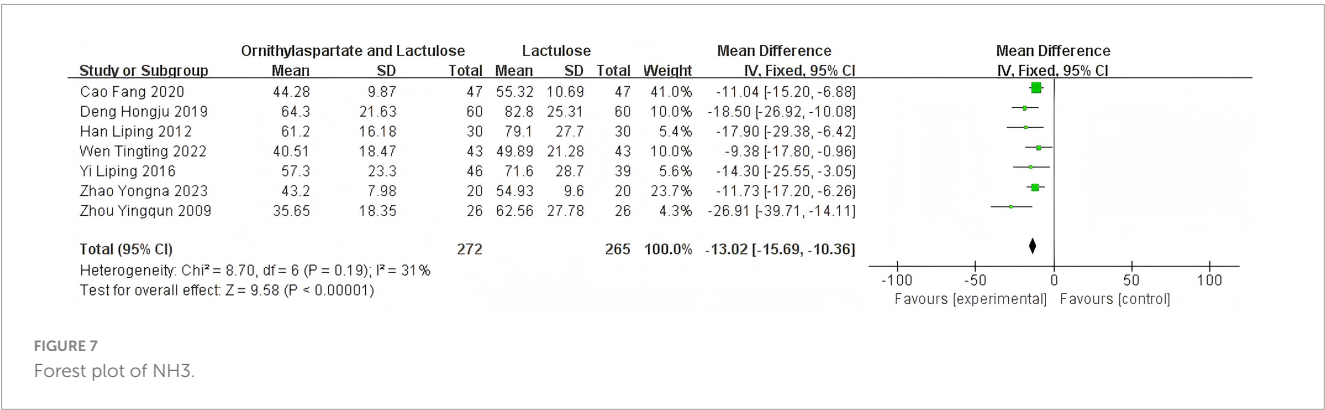 Ornithylaspartate and Lactulose Lactulose Mean Difference Mean Difference
Study or Subgroup Mean SD Total Mean SD Total Weight IV, Fixed, 95% CI IV, Fixed, 95% CI
Cao Fang 2020 44.28 9.87 47 55.32 10.69 47 41.0% -11.04 [-15.20, -6.88]
Deng Hongju 2019 64.3 21.63 60 82.8 25.31 60 10.0% -18.50 [-26.92, -10.08]
Han Liping 2012 61.2 16.18 30 79.1 27.7 30 5.4% -17.90 [-29.38, -6.42]
Wen Tingting 2022 40.51 18.47 43 49.89 21.28 43 10.0% -9.38 [-17.80, -0.96]
Yi Liping 2016 57.3 23.3 46 71.6 28.7 39 5.6% -14.30 [-25.55, -3.05]
Zhao Yongna 2023 43.2 7.98 20 54.93 9.6 20 23.7% -11.73 [-17.20, -6.26]
Zhou Yingqun 2009 35.65 18.35 26 62.56 27.78 26 4.3% -26.91 [-39.71, -14.11]
Total (95% CI) 272 265 100.0% -13.02 [-15.69, -10.36]
Heterogeneity: Chi² = 8.70, df = 6 (P = 0.19); I² = 31%
Test for overall effect: Z = 9.58 (P < 0.00001)
-100 -50 0 50 100
Favours [experimental] Favours [control]
FIGURE 7
Forest plot of NH3.